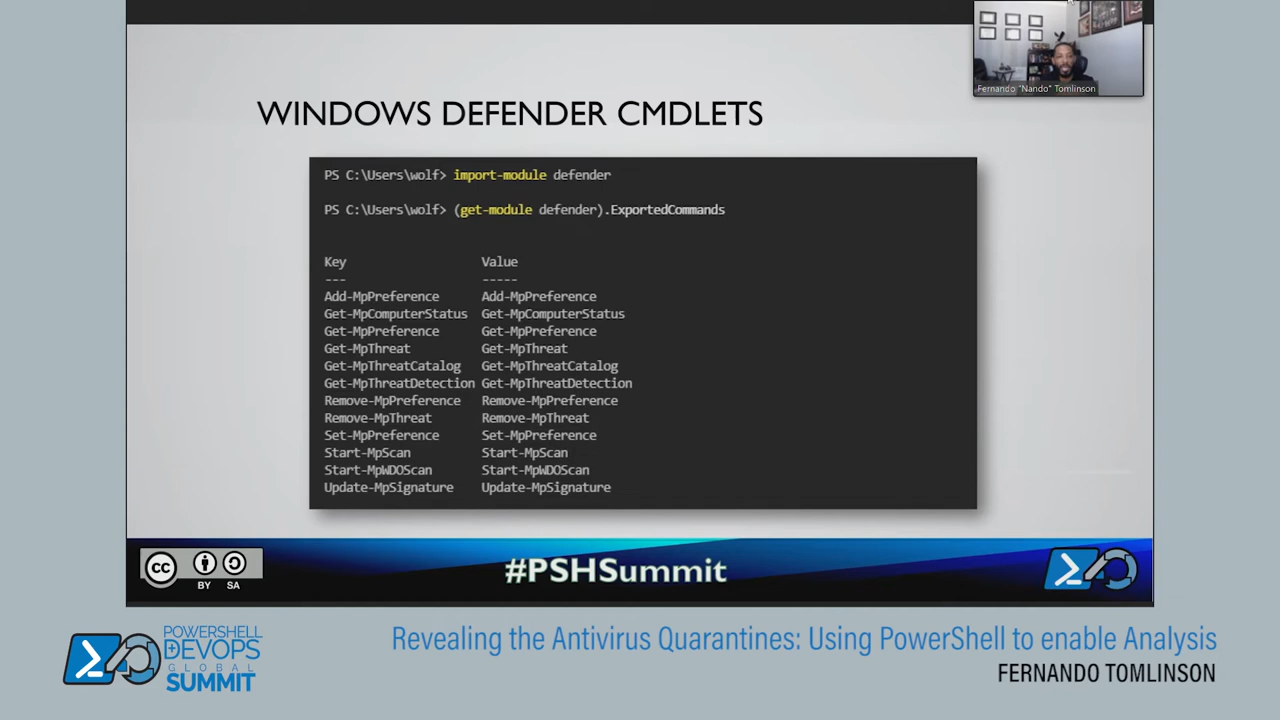 Fernando "Nando" Tomlinson
WINDOWS DEFENDER CMDLETS
PS C:\Users\wolf> import-module defender
PS C:\Users\wolf> (get-module defender).ExportedCommands
Key Value
--- -----
Add-MpPreference Add-MpPreference
Get-MpComputerStatus Get-MpComputerStatus
Get-MpPreference Get-MpPreference
Get-MpThreat Get-MpThreat
Get-MpThreatCatalog Get-MpThreatCatalog
Get-MpThreatDetection Get-MpThreatDetection
Remove-MpPreference Remove-MpPreference
Remove-MpThreat Remove-MpThreat
Set-MpPreference Set-MpPreference
Start-MpScan Start-MpScan
Start-MpWDOScan Start-MpWDOScan
Update-MpSignature Update-MpSignature
CC BY SA
#PSHSummit
POWERSHELL
DEVOPS
GLOBAL
SUMMIT
Revealing the Antivirus Quarantines: Using PowerShell to enable Analysis
FERNANDO TOMLINSON